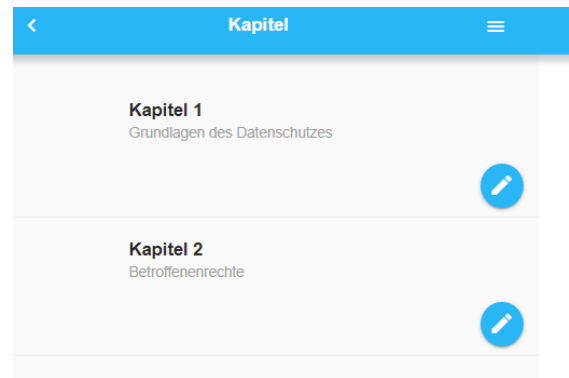 Kapitel
Kapitel 1
Grundlagen des Datenschutzes
Kapitel 2
Betroffenenrechte